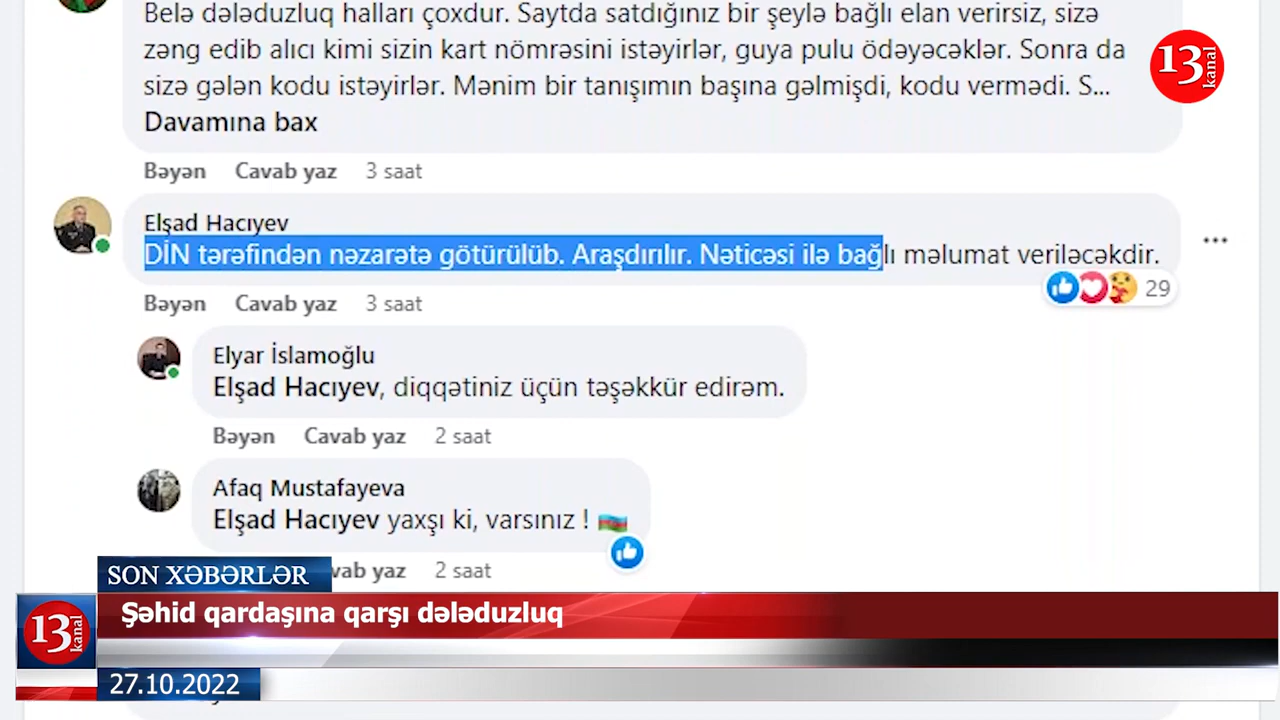 Belə dələduzluq halları çoxdur. Saytda satdığınız bir şeylə bağlı elan verirsiz, sizə
zəng edib alıcı kimi sizin kart nömrəsini istəyirlər, guya pulu ödəyəcəklər. Sonra da
sizə gələn kodu istəyirlər. Mənim bir tanışımın başına gəlmişdi, kodu vermədi. S...
Davamına bax
13 kanal
Bəyən Cavab yaz 3 saat
Elşad Hacıyev
DİN tərəfindən nəzarətə götürülüb. Araşdırılır. Nəticəsi ilə bağlı məlumat veriləcəkdir.
29
Bəyən Cavab yaz 3 saat
Elyar İslamoğlu
Elşad Hacıyev, diqqətiniz üçün təşəkkür edirəm.
Bəyən Cavab yaz 2 saat
Afaq Mustafayeva
Elşad Hacıyev yaxşı ki, varsınız !
vab yaz 2 saat
SON XƏBƏRLƏR
Şəhid qardaşına qarşı dələduzluq
13 kanal
27.10.2022